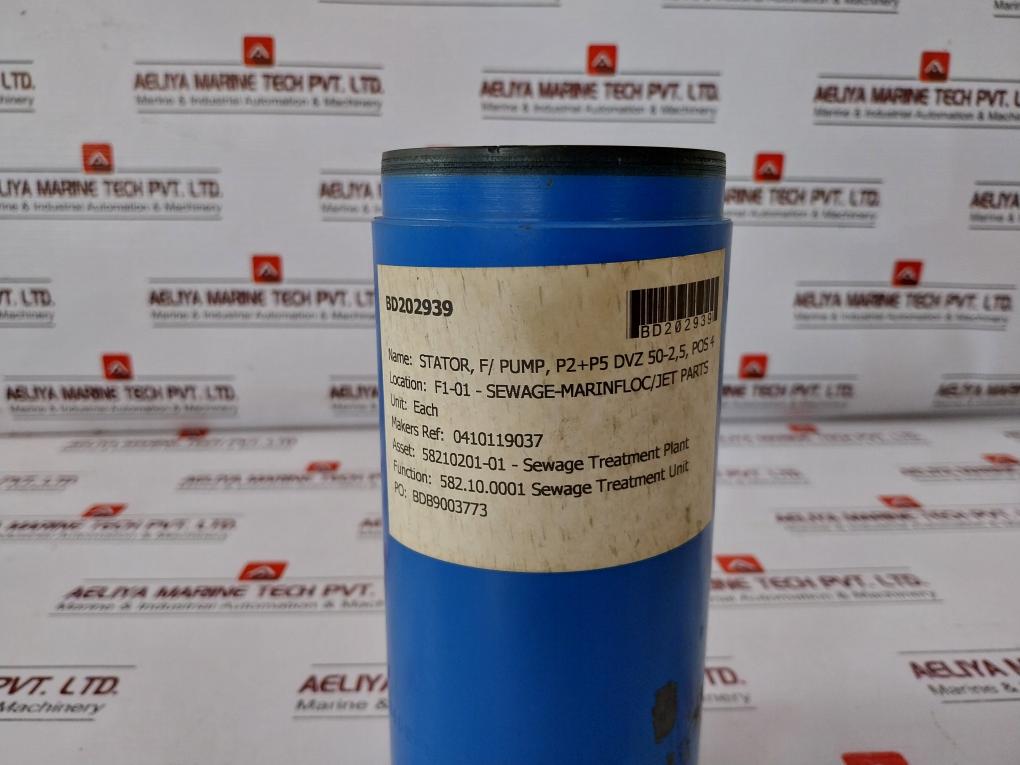 AELIYA MARINE TECH PVT. LTD.
Marine & Industrial Automation & Machinery
BD202939
BD202939
Name: STATOR, F/ PUMP, P2+P5 DVZ 50-2,5, POS 4
Location: F1-01 - SEWAGE-MARINFLOC/JET PARTS
Unit: Each
Makers Ref: 0410119037
Asset: 58210201-01 - Sewage Treatment Plant
Function: 582.10.0001 Sewage Treatment Unit
PO: BDB9003773